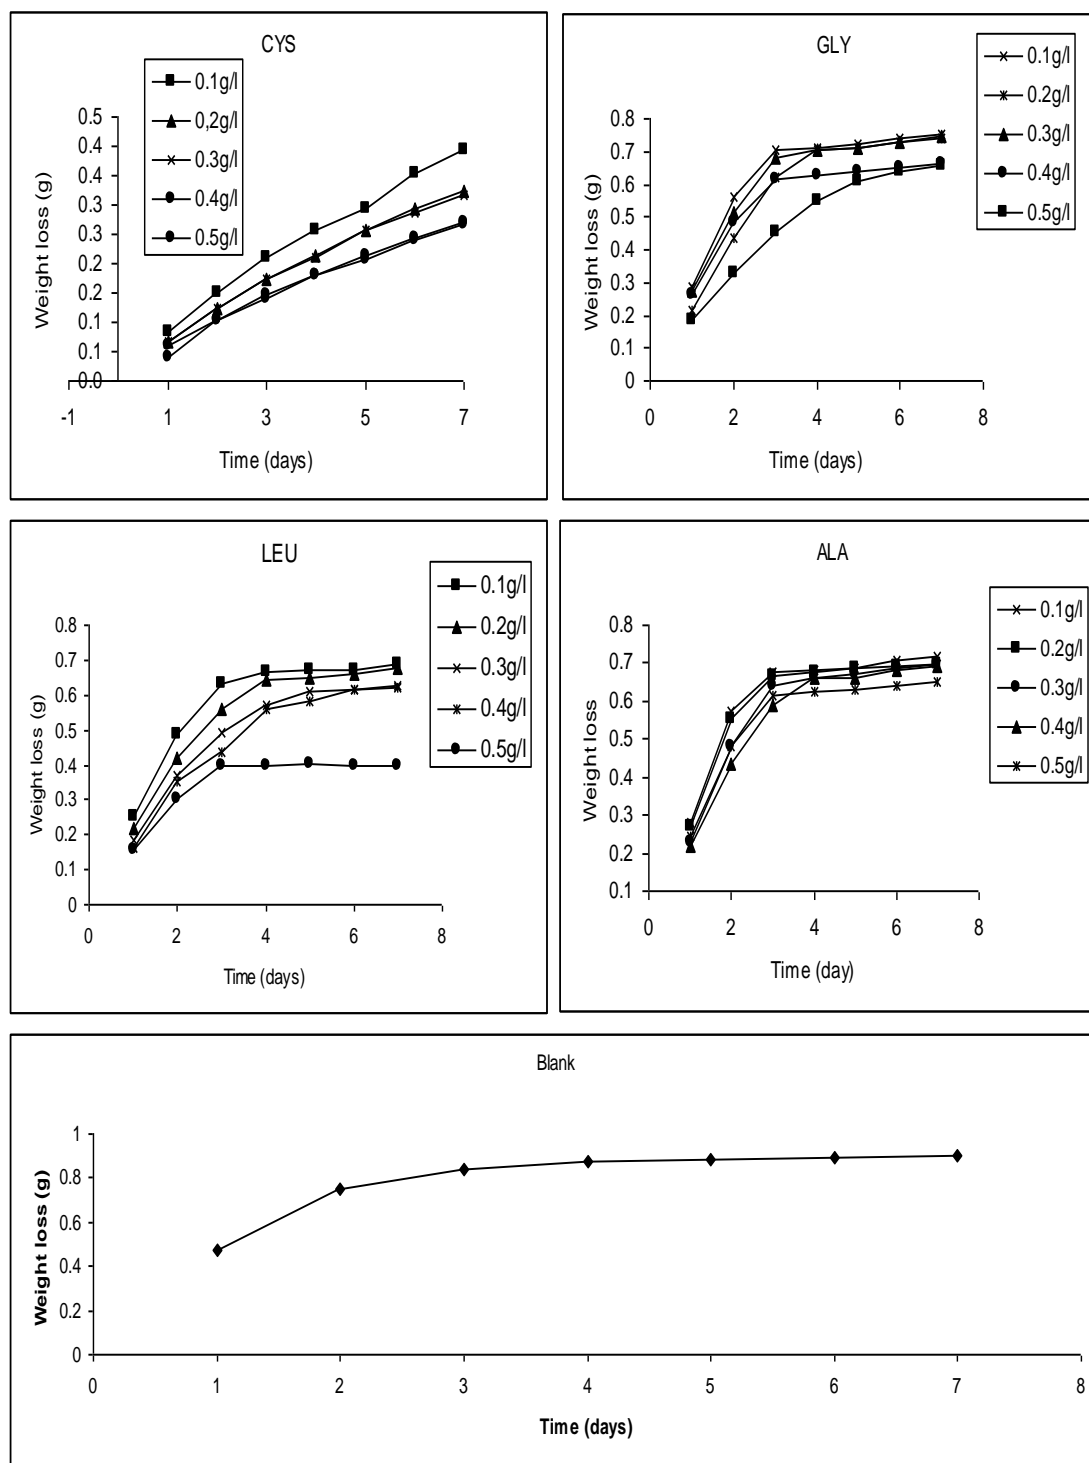 CYS
0.1g/l
0,2g/l
0.3g/l
0.4g/l
0.5g/l
0.5
0.4
0.4
0.3
0.3
0.2
0.2
0.1
0.1
0.0
Weight loss (g)
-1 1 3 5 7
Time (days)
GLY
0.1g/l
0.2g/l
0.3g/l
0.4g/l
0.5g/l
0.8
0.7
0.6
0.5
0.4
0.3
0.2
0.1
0
Weight loss (g)
0 2 4 6 8
Time (days)
LEU
0.1g/l
0.2g/l
0.3g/l
0.4g/l
0.5g/l
0.8
0.7
0.6
0.5
0.4
0.3
0.2
0.1
0
Weight loss (g)
0 2 4 6 8
Time (days)
ALA
0.1g/l
0.2g/l
0.3g/l
0.4g/l
0.5g/l
0.8
0.7
0.6
0.5
0.4
0.3
0.2
0.1
Weight loss
0 2 4 6 8
Time (day)
Blank
1
0.8
0.6
0.4
0.2
0
Weight loss (g)
0 1 2 3 4 5 6 7 8
Time (days)